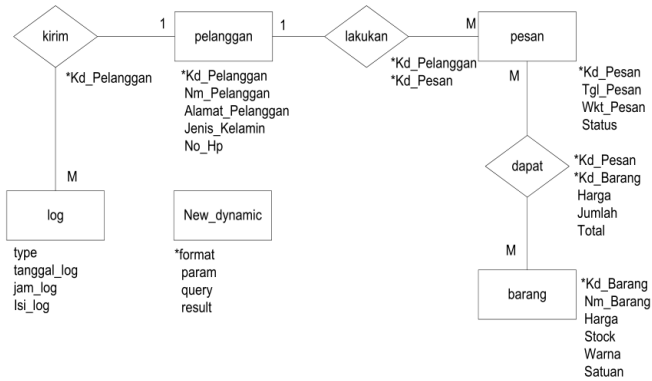 kirim
1
pelanggan
1
lakukan
M
pesan
*Kd_Pelanggan
*Kd_Pelanggan
Nm_Pelanggan
Alamat_Pelanggan
Jenis_Kelamin
No_Hp
*Kd_Pelanggan
*Kd_Pesan
M
*Kd_Pesan
Tgl_Pesan
Wkt_Pesan
Status
dapat
*Kd_Pesan
*Kd_Barang
Harga
Jumlah
Total
M
log
New_dynamic
type
tanggal_log
jam_log
Isi_log
*format
param
query
result
M
barang
*Kd_Barang
Nm_Barang
Harga
Stock
Warna
Satuan